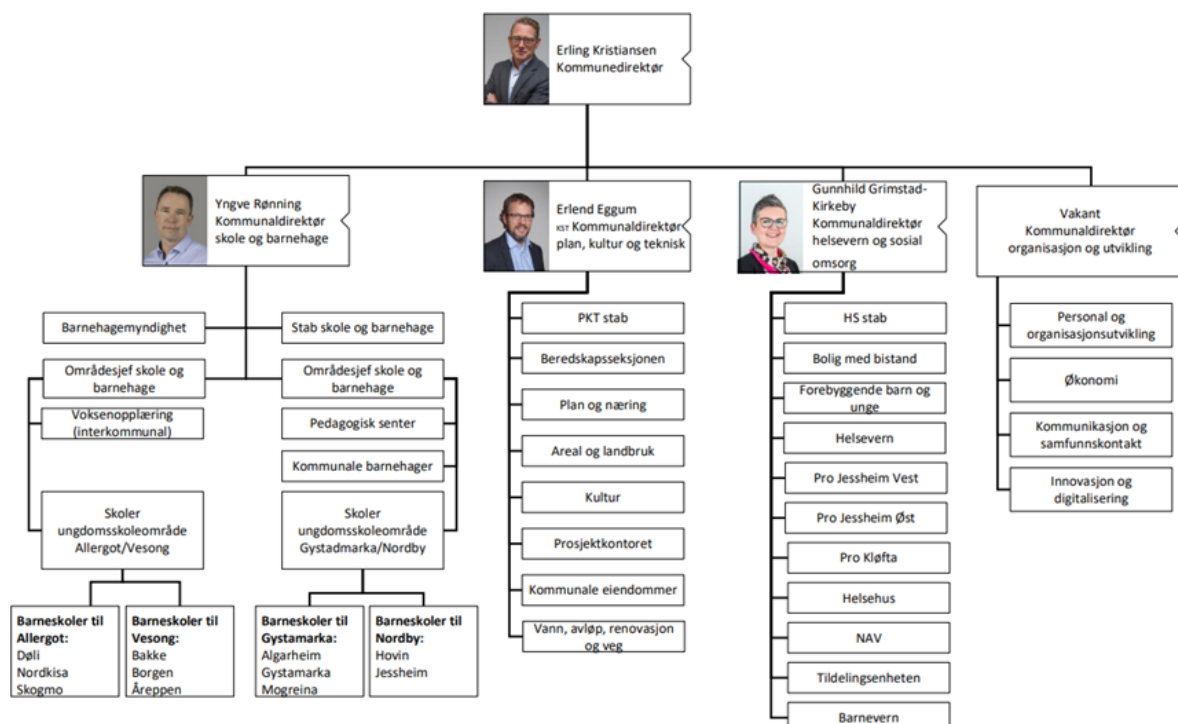 Erling Kristiansen
Kommunedirektør
Yngve Rønning
Kommunaldirektør
skole og barnehage
Erlend Eggum
KST Kommunaldirektør
plan, kultur og teknisk
Gunnhild Grimstad-
Kirkeby
Kommunaldirektør
helsevern og sosial
omsorg
Vakant
Kommunaldirektør
organisasjon og utvikling
Barnehagemyndighet
Stab skole og barnehage
Områdesjef skole og
barnehage
Områdesjef skole og
barnehage
Voksenopplæring
(interkommunal)
Pedagogisk senter
Kommunale barnehager
Skoler
ungdomsskoleområde
Allergot/Vesong
Skoler
ungdomsskoleområde
Gystadmarka/Nordby
Barneskoler til
Allergot:
Døli
Nordkisa
Skogmo
Barneskoler til
Vesong:
Bakke
Borgen
Åreppen
Barneskoler til
Gystamarka:
Algarheim
Gystamarka
Mogreina
Barneskoler til
Nordby:
Hovin
Jessheim
PKT stab
Beredskapsseksjonen
Plan og næring
Areal og landbruk
Kultur
Prosjektkontoret
Kommunale eiendommer
Vann, avløp, renovasjon
og veg
HS stab
Bolig med bistand
Forebyggende barn og
unge
Helsevern
Pro Jessheim Vest
Pro Jessheim Øst
Pro Kløfta
Helsehus
NAV
Tildelingsenheten
Barnevern
Personal og
organisasjonsutvikling
Økonomi
Kommunikasjon og
samfunnskontakt
Innovasjon og
digitalisering